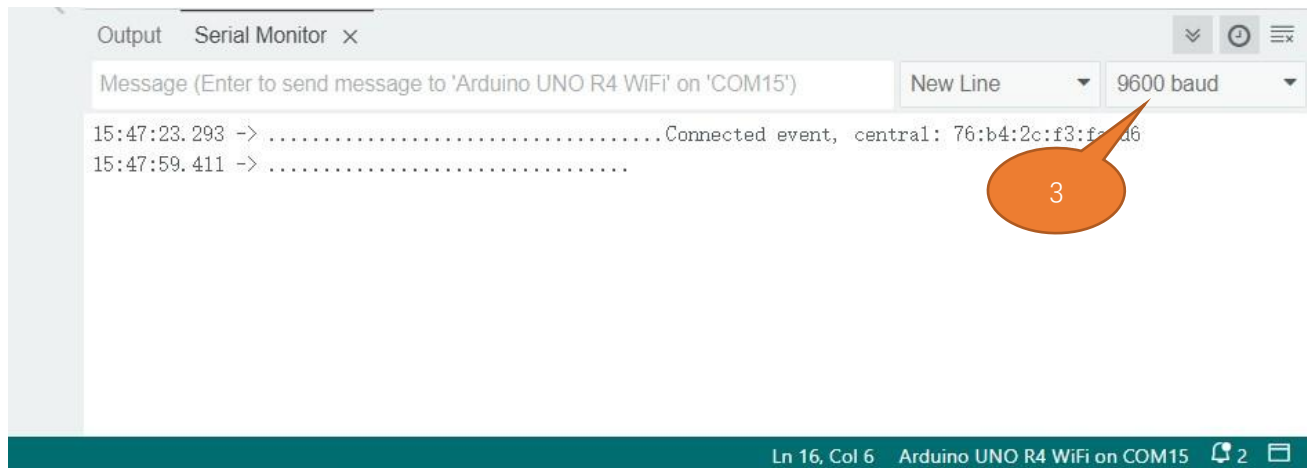 Output Serial Monitor ×
Message (Enter to send message to 'Arduino UNO R4 WiFi' on 'COM15') New Line 9600 baud
15:47:23.293 -> ....................................Connected event, central: 76:b4:2c:f3:f
15:47:59.411 -> .................................
3
Ln 16, Col 6 Arduino UNO R4 WiFi on COM15 2